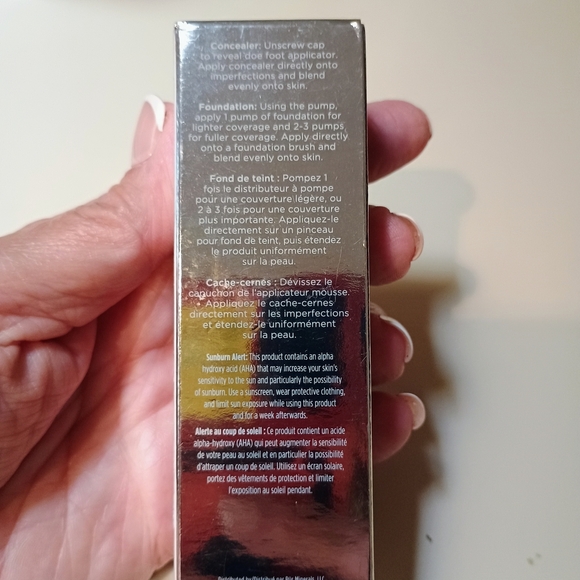 Concealer: Unscrew cap
to reveal doe foot applicator.
Apply concealer directly onto
imperfections and blend
evenly onto skin.
Foundation: Using the pump,
apply 1 pump of foundation for
lighter coverage and 2-3 pumps
for fuller coverage. Apply directly
onto a foundation brush and
blend evenly onto skin.
Fond de teint : Pompez 1
fois le distributeur à pompe
pour une couverture légère, ou
2 à 3 fois pour une couverture
plus importante. Appliquez-le
directement sur un pinceau
pour fond de teint, puis étendez
le produit uniformément
sur la peau.
Cache-cernes : Dévissez le
capuchon de l'applicateur mousse.
Appliquez le cache-cernes
directement sur les imperfections
et étendez-le uniformément
sur la peau.
Sunburn Alert: This product contains an alpha
hydroxy acid (AHA) that may increase your skin's
sensitivity to the sun and particularly the possibility
of sunburn. Use a sunscreen, wear protective clothing,
and limit sun exposure while using this product
and for a week afterwards.
Alerte au coup de soleil : Ce produit contient un acide
alpha-hydroxy (AHA) qui peut augmenter la sensibilité
de votre peau au soleil et en particulier la possibilité
d'attraper un coup de soleil. Utilisez un écran solaire,
portez des vêtements de protection et limiter
l'exposition au soleil pendant.
Distributed by/Distribué par Pür Minerals, LLC